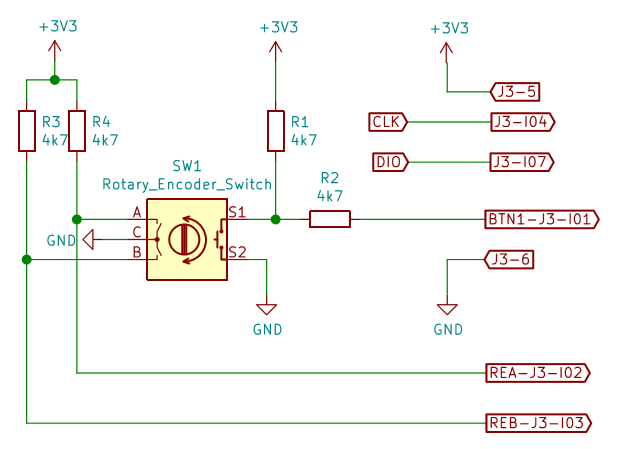 +3V3
+3V3
+3V3
J3-5
R3
4k7
R4
4k7
R1
4k7
CLK
J3-IO4
DIO
J3-IO7
SW1
Rotary_Encoder_Switch
R2
4k7
A
S1
BTN1-J3-IO1
GND
C
B
S2
J3-6
GND
GND
REA-J3-IO2
REB-J3-IO3